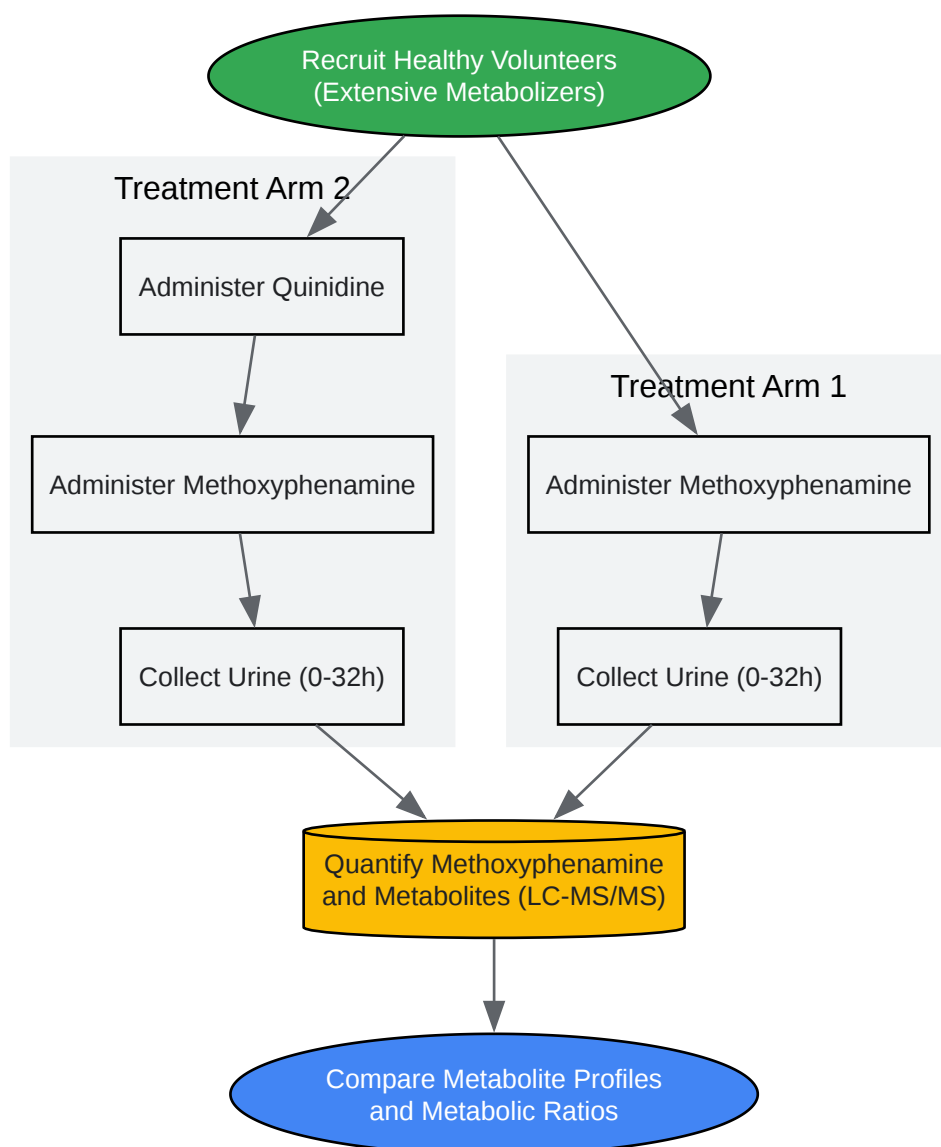 Recruit Healthy Volunteers
(Extensive Metabolizers)
Treatment Arm 2
Administer Quinidine
Administer Methoxyphenamine
Collect Urine (0-32h)
Treatment Arm 1
Administer Methoxyphenamine
Collect Urine (0-32h)
Quantify Methoxyphenamine
and Metabolites (LC-MS/MS)
Compare Metabolite Profiles
and Metabolic Ratios